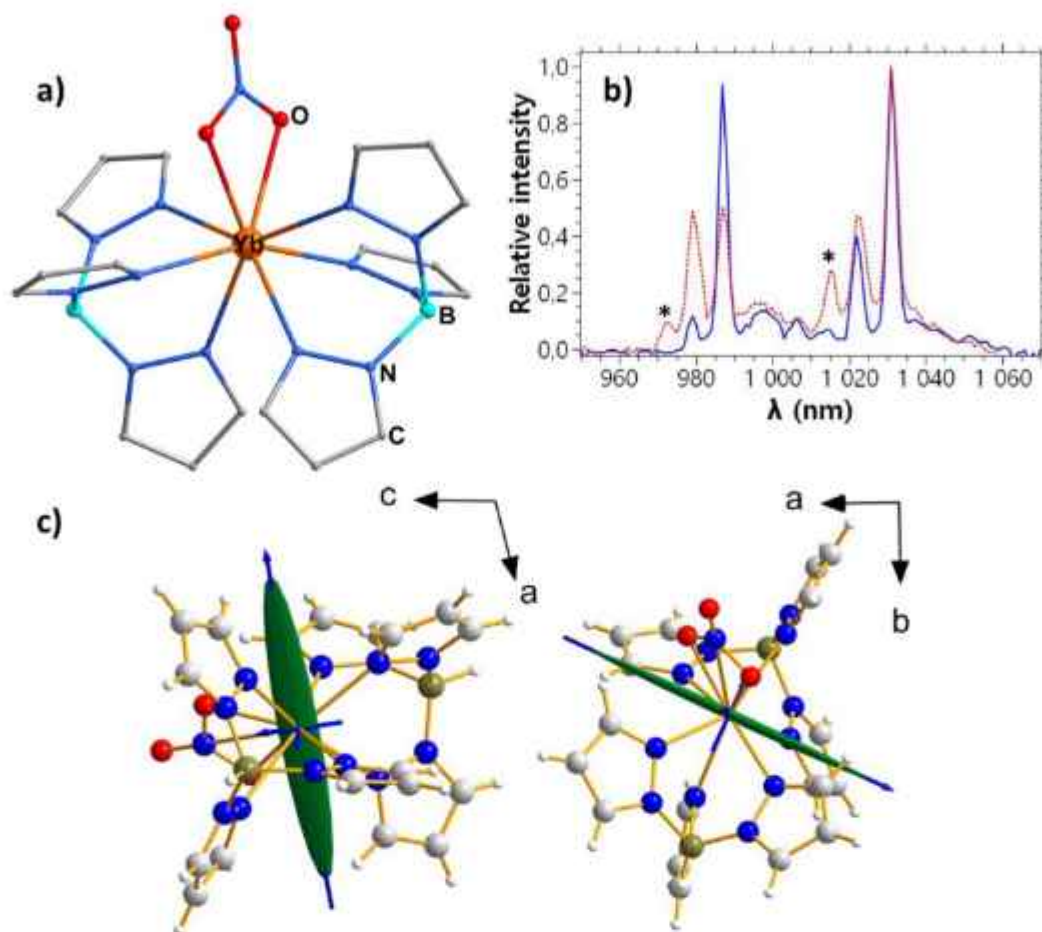 a)
O
Yb
B
N
C
b)
Relative intensity
1,0
0.8
0.6
0.4
0.2
0.0
*
*
960
980
1 000
1 020
1 040
1 060
λ (nm)
c)
c
a
a
b